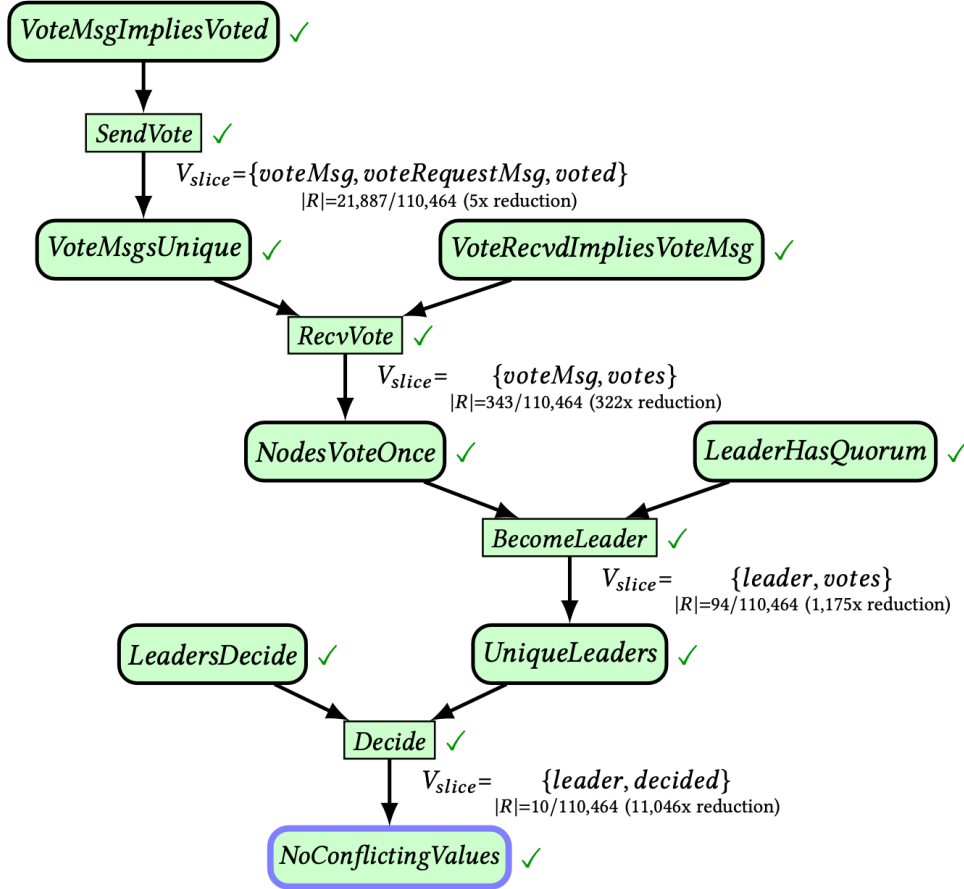 VoteMsgImpliesVoted ✓
SendVote ✓
V_slice={voteMsg, voteRequestMsg, voted}
|R|=21,887/110,464 (5x reduction)
VoteMsgsUnique ✓
VoteRecvdImpliesVoteMsg ✓
RecvVote ✓
V_slice= {voteMsg, votes}
|R|=343/110,464 (322x reduction)
NodesVoteOnce ✓
LeaderHasQuorum ✓
BecomeLeader ✓
V_slice= {leader, votes}
|R|=94/110,464 (1,175x reduction)
LeadersDecide ✓
UniqueLeaders ✓
Decide ✓
V_slice= {leader, decided}
|R|=10/110,464 (11,046x reduction)
NoConflictingValues ✓